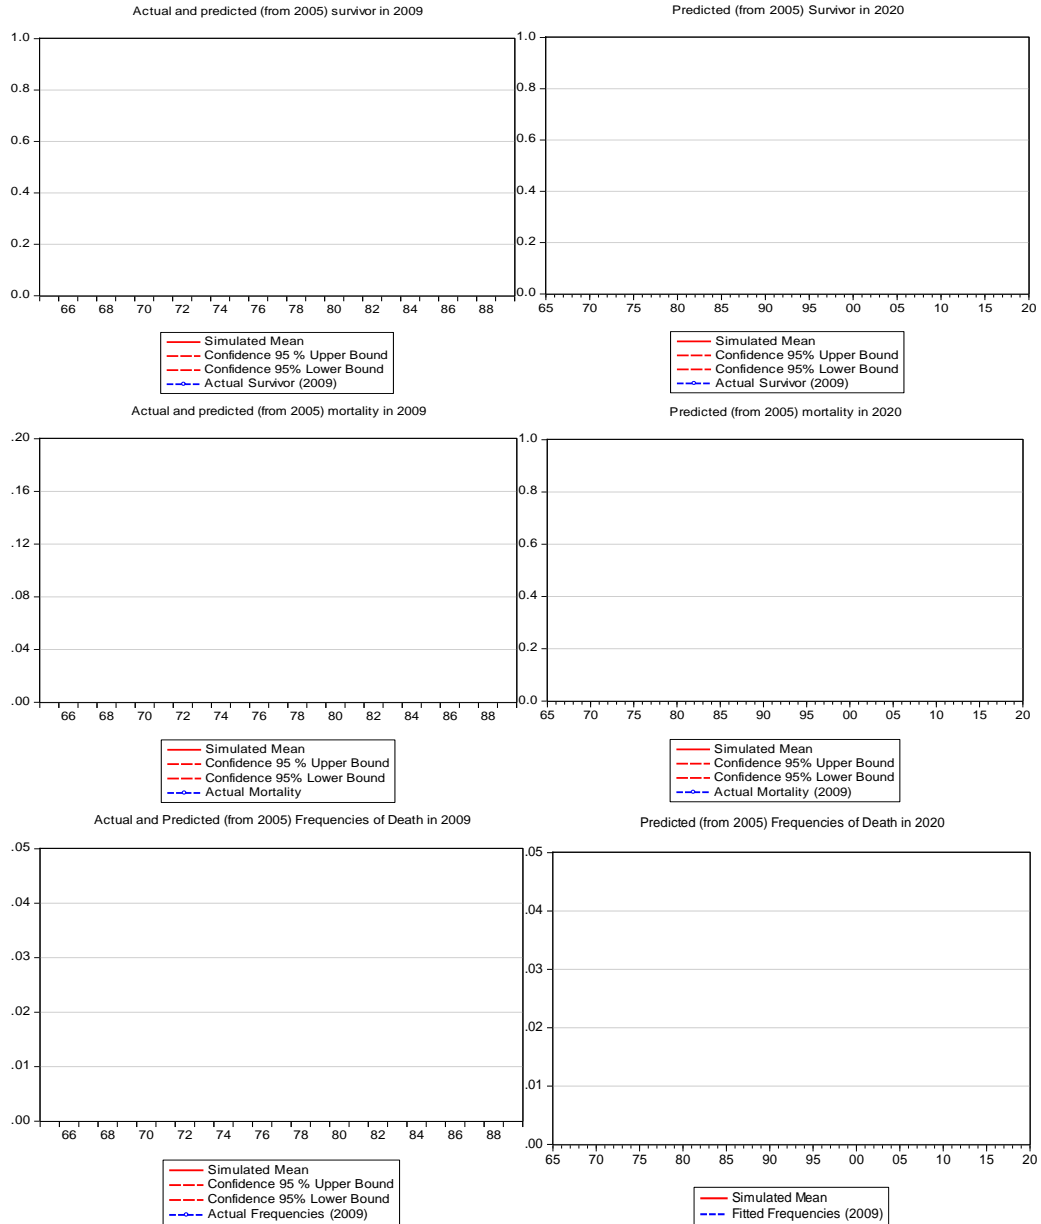 Actual and predicted (from 2005) survivor in 2009
1.0
0.8
0.6
0.4
0.2
0.0
66 68 70 72 74 76 78 80 82 84 86 88
Simulated Mean
Confidence 95 % Upper Bound
Confidence 95% Lower Bound
Actual Survivor (2009)
Predicted (from 2005) Survivor in 2020
1.0
0.8
0.6
0.4
0.2
0.0
65 70 75 80 85 90 95 00 05 10 15 20
Simulated Mean
Confidence 95% Upper Bound
Confidence 95% Lower Bound
Actual Survivor (2009)
Actual and predicted (from 2005) mortality in 2009
.20
.16
.12
.08
.04
.00
66 68 70 72 74 76 78 80 82 84 86 88
Simulated Mean
Confidence 95 % Upper Bound
Confidence 95% Lower Bound
Actual Mortality
Predicted (from 2005) mortality in 2020
1.0
0.8
0.6
0.4
0.2
0.0
65 70 75 80 85 90 95 00 05 10 15 20
Simulated Mean
Confidence 95% Upper Bound
Confidence 95% Lower Bound
Actual Mortality (2009)
Actual and Predicted (from 2005) Frequencies of Death in 2009
.05
.04
.03
.02
.01
.00
66 68 70 72 74 76 78 80 82 84 86 88
Simulated Mean
Confidence 95 % Upper Bound
Confidence 95% Lower Bound
Actual Frequencies (2009)
Predicted (from 2005) Frequencies of Death in 2020
.05
.04
.03
.02
.01
.00
65 70 75 80 85 90 95 00 05 10 15 20
Simulated Mean
Fitted Frequencies (2009)